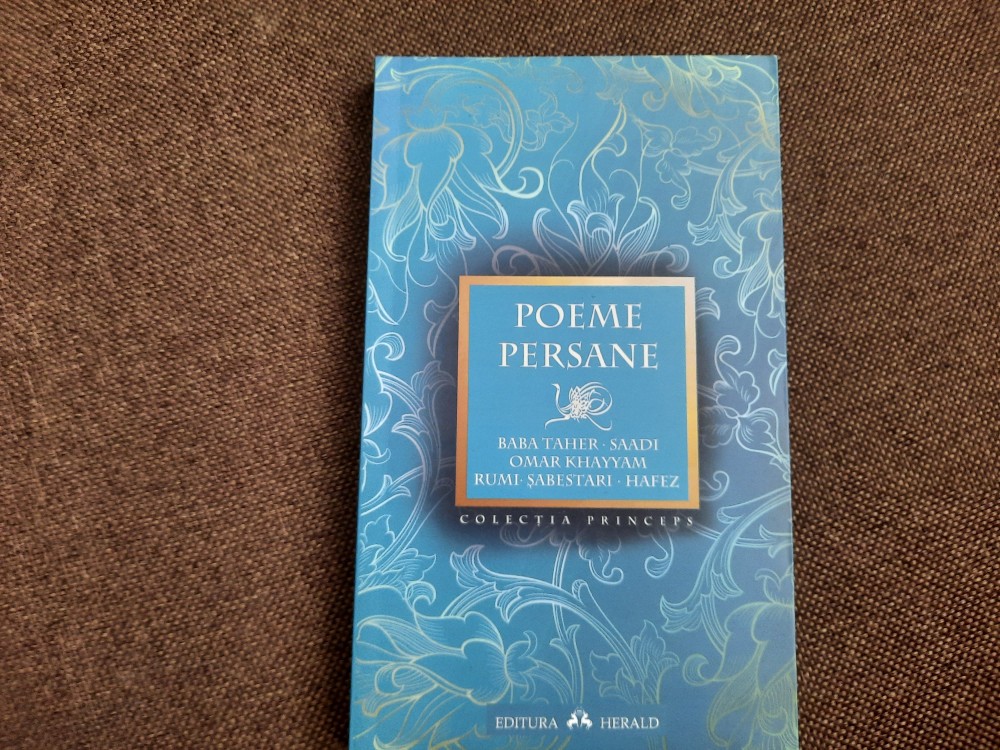 POEME
PERSANE
BABA TAHER · SAADI
OMAR KHAYYAM
RUMI · ŞABESTARI · HAFEZ
COLECTIA PRINCEPS
EDITURA HERALD